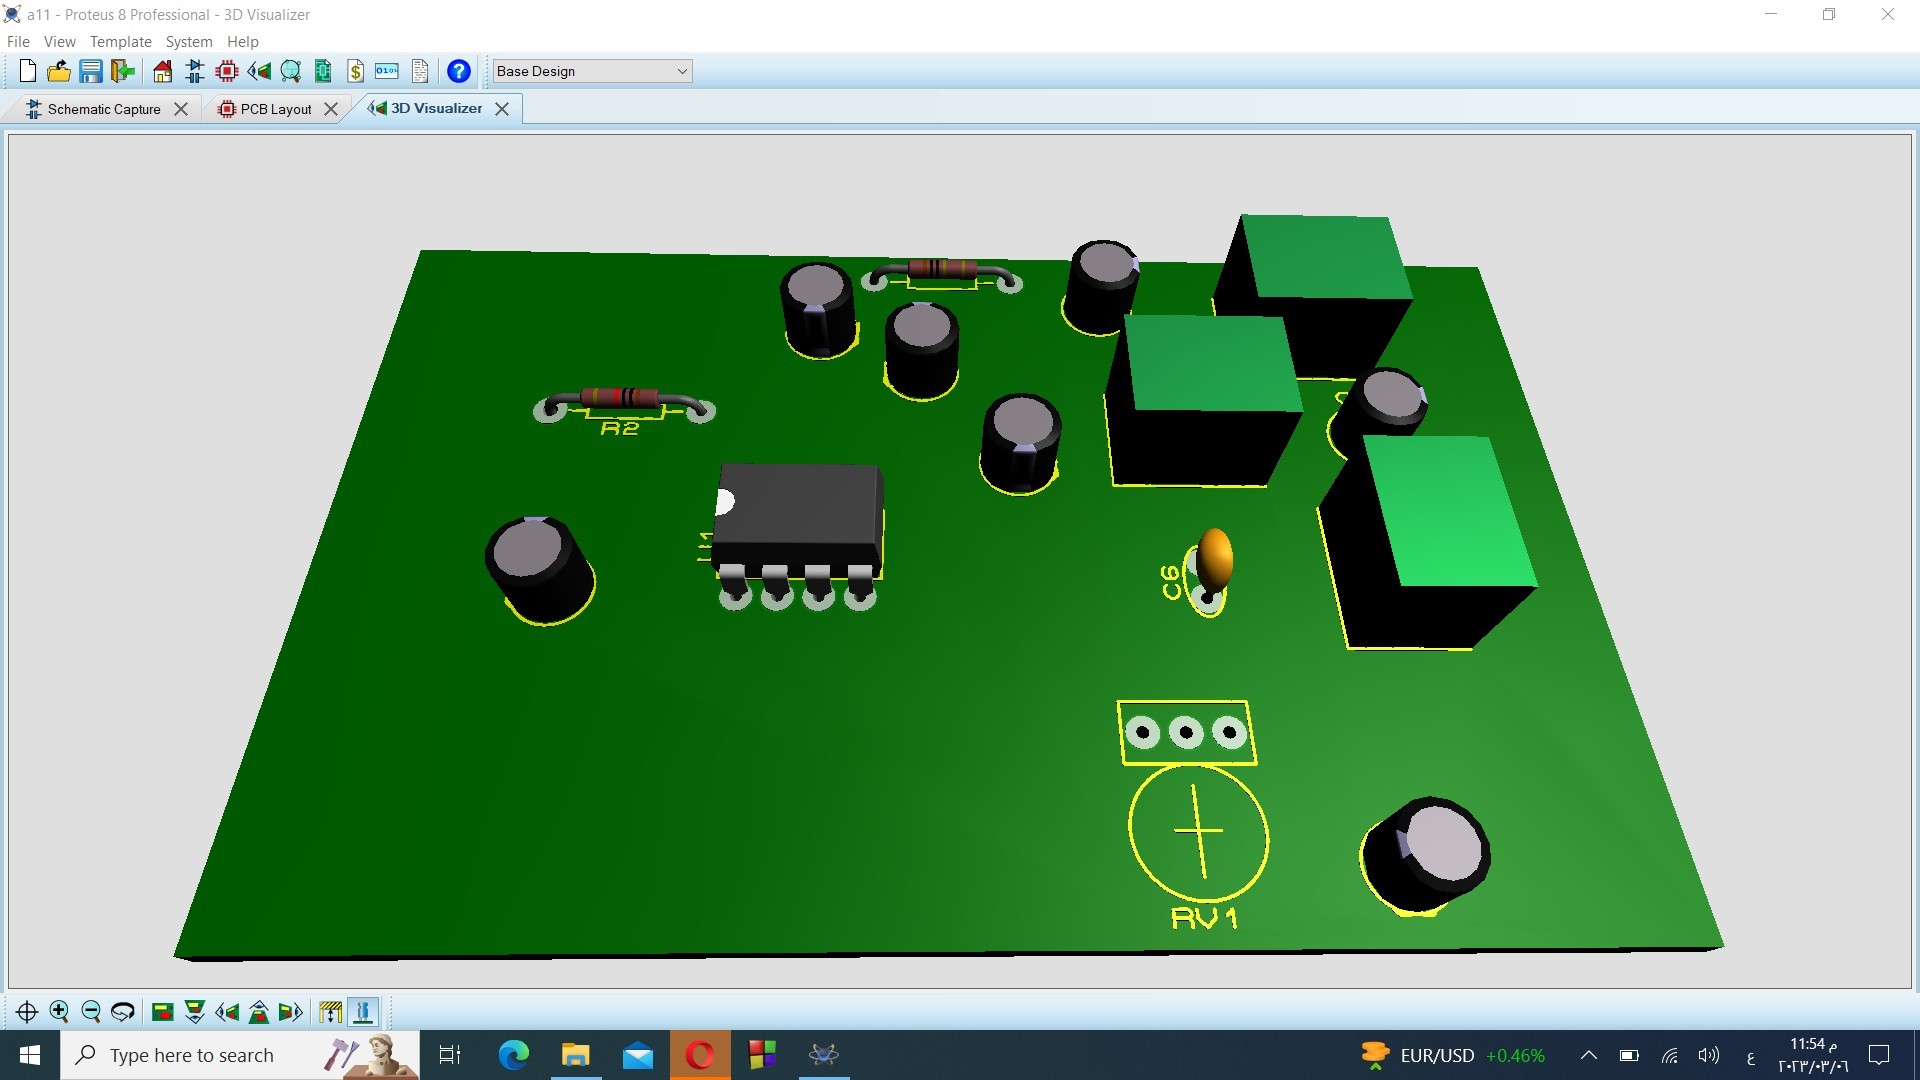 a11 - Proteus 8 Professional - 3D Visualizer
File View Template System Help
Base Design
Schematic Capture
PCB Layout
3D Visualizer
R2
C6
RV1
Type here to search
EUR/USD +0.46%
ع
11:54 م
٢٠٢٣/٠٣/٠٦